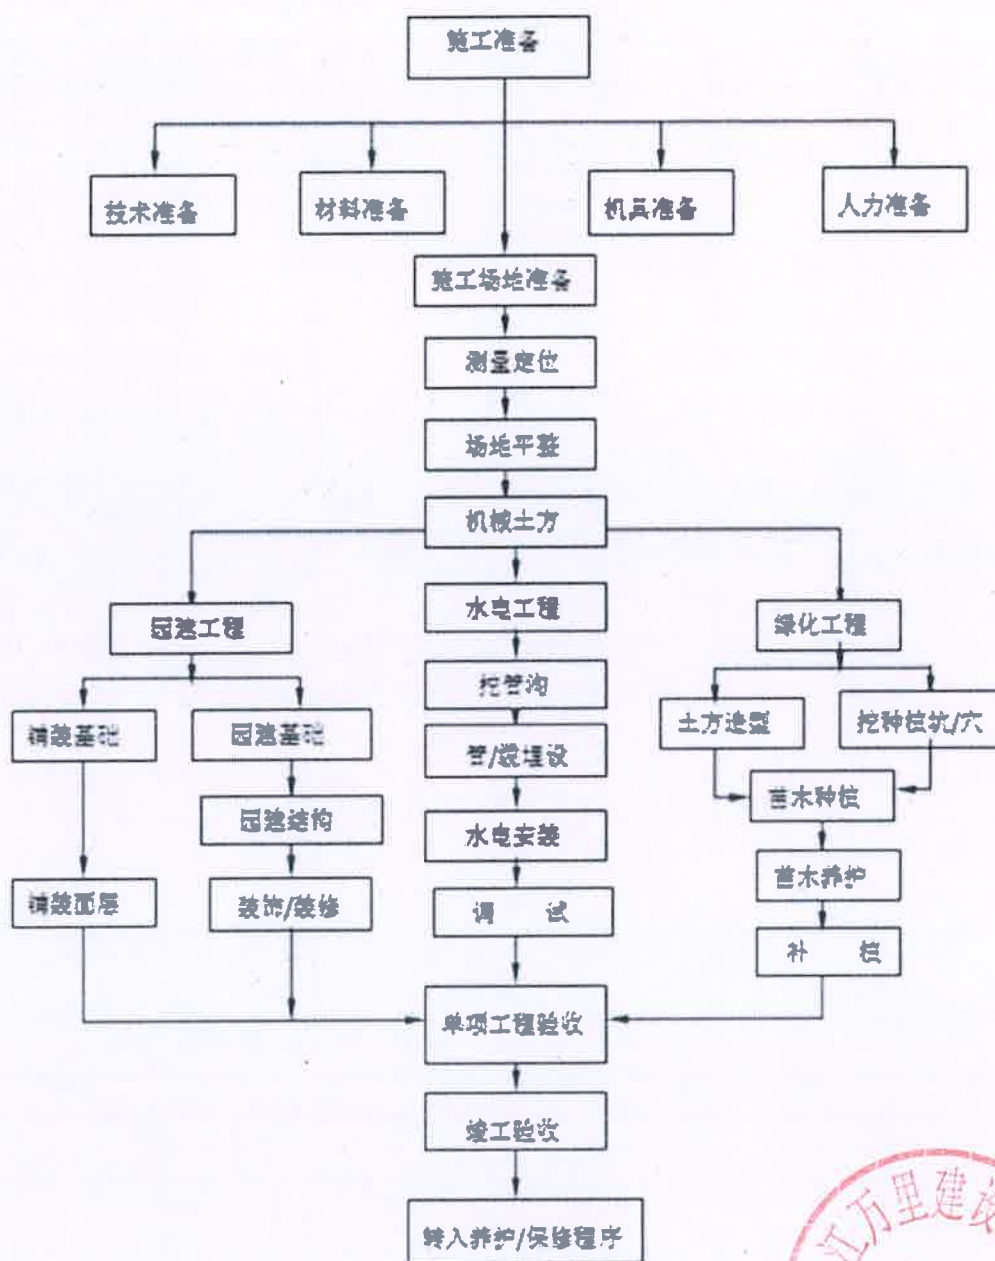 施工准备
技术准备
材料准备
机具准备
人力准备
施工场地准备
测量定位
场地平整
机械土方
园建工程
水电工程
绿化工程
铺装基础
园建基础
挖管沟
土方造型
挖种植坑/穴
管/线埋设
苗木种植
园建结构
水电安装
苗木养护
铺装面层
装饰/装修
调 试
补 植
单项工程验收
竣工验收
转入养护/保修程序
江万里建设